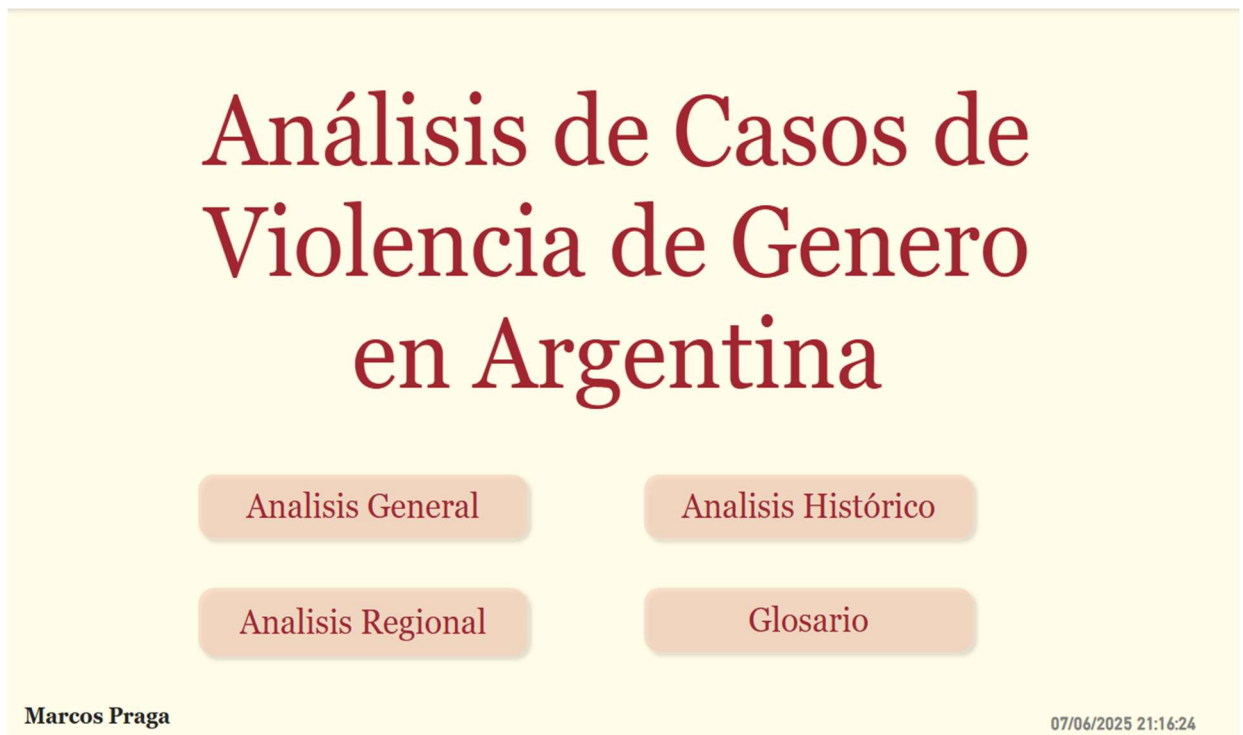 Análisis de Casos de
Violencia de Genero
en Argentina
Analisis General
Analisis Histórico
Analisis Regional
Glosario
Marcos Praga
07/06/2025 21:16:24